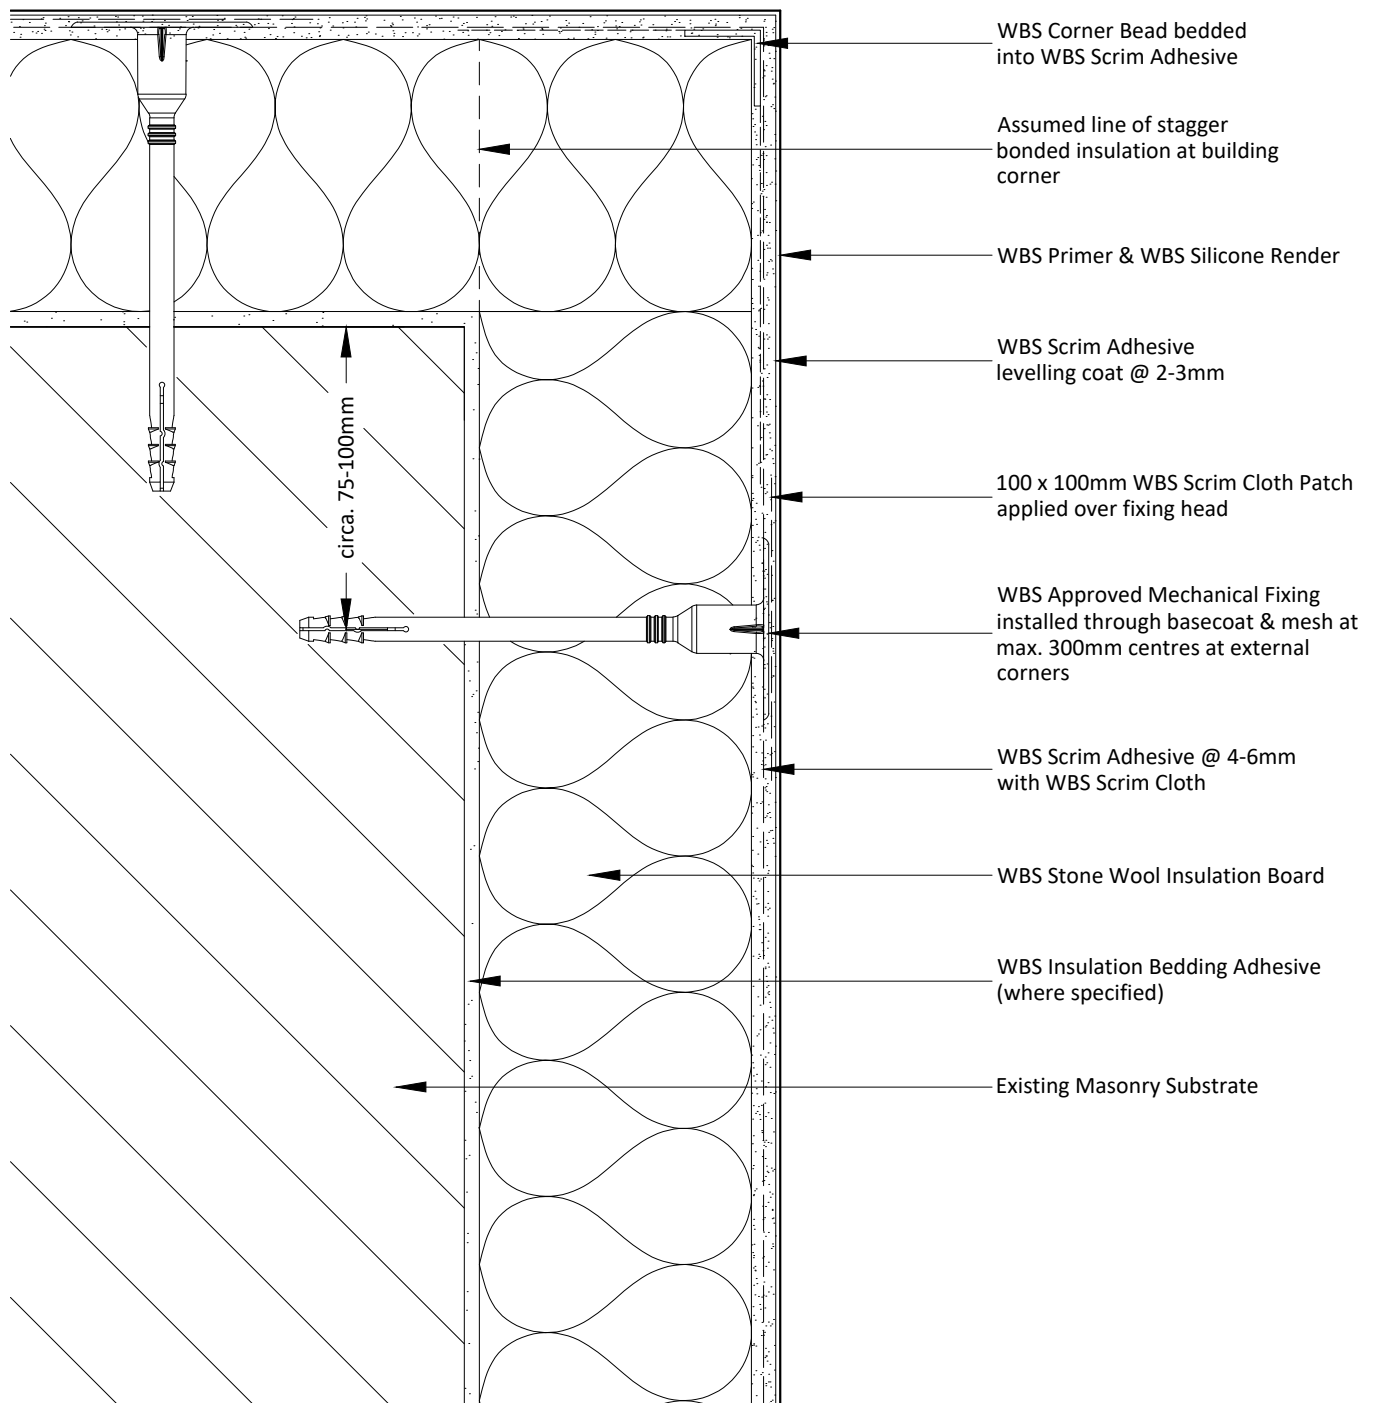 WBS Corner Bead bedded
into WBS Scrim Adhesive
Assumed line of stagger
bonded insulation at building
corner
WBS Primer & WBS Silicone Render
WBS Scrim Adhesive
levelling coat @ 2-3mm
circa. 75-100mm
100 x 100mm WBS Scrim Cloth Patch
applied over fixing head
WBS Approved Mechanical Fixing
installed through basecoat & mesh at
max. 300mm centres at external
corners
WBS Scrim Adhesive @ 4-6mm
with WBS Scrim Cloth
WBS Stone Wool Insulation Board
WBS Insulation Bedding Adhesive
(where specified)
Existing Masonry Substrate